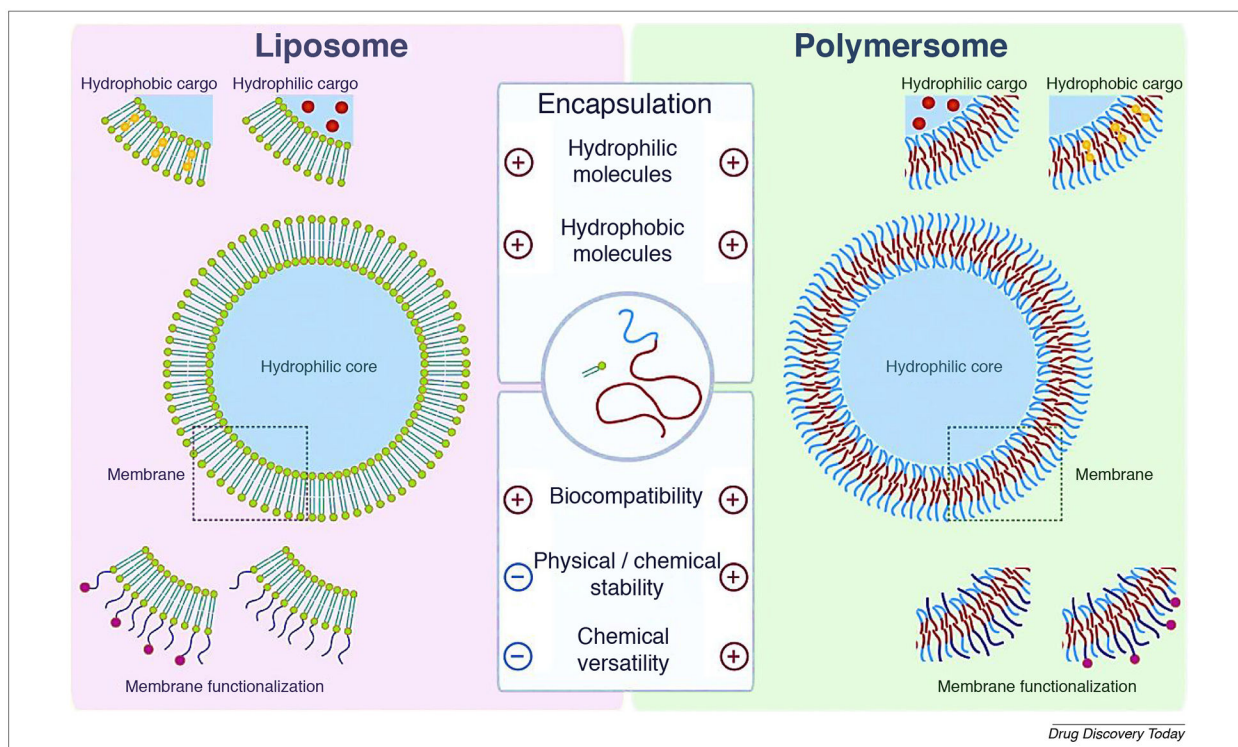 Liposome
Polymersome
Hydrophobic cargo
Hydrophilic cargo
Hydrophilic cargo
Hydrophobic cargo
Encapsulation
+
Hydrophilic
molecules
+
+
Hydrophobic
molecules
+
Hydrophilic core
Hydrophilic core
Membrane
Membrane
+
Biocompatibility
+
−
Physical / chemical
stability
+
−
Chemical
versatility
+
Membrane functionalization
Membrane functionalization
Drug Discovery Today